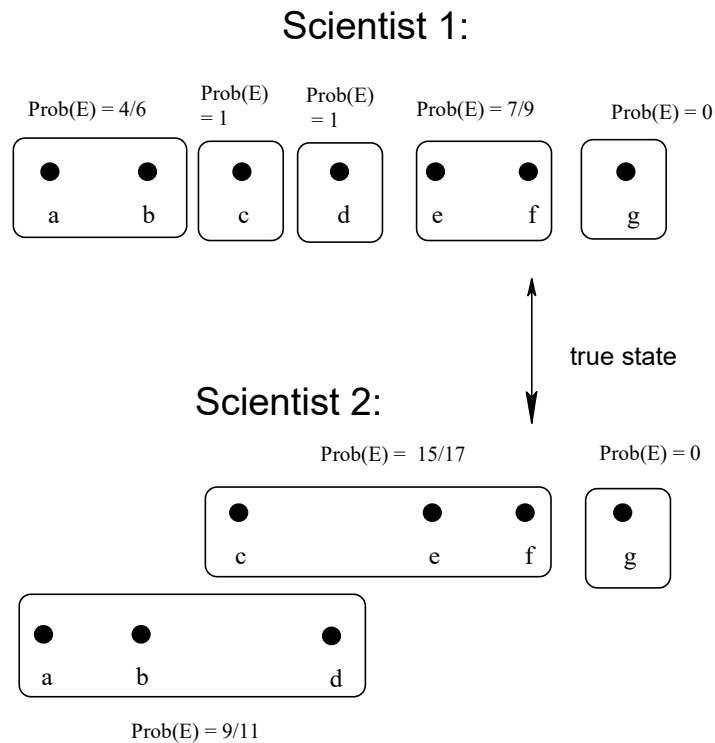 Scientist 1:
Prob(E) = 4/6
Prob(E)
= 1
Prob(E)
= 1
Prob(E) = 7/9
Prob(E) = 0
a b c d e f g
true state
Scientist 2:
Prob(E) = 15/17
Prob(E) = 0
c e f g
a b d
Prob(E) = 9/11